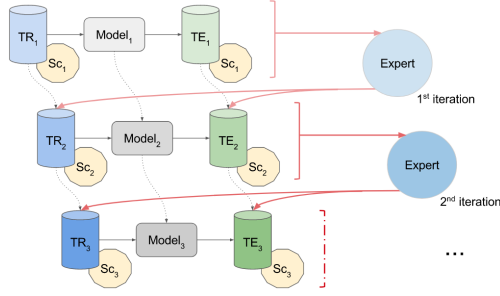 TR1 Model1 TE1
Sc1 Sc1
Expert
1st iteration
TR2 Model2 TE2
Sc2 Sc2
Expert
2nd iteration
TR3 Model3 TE3
Sc3 Sc3
...